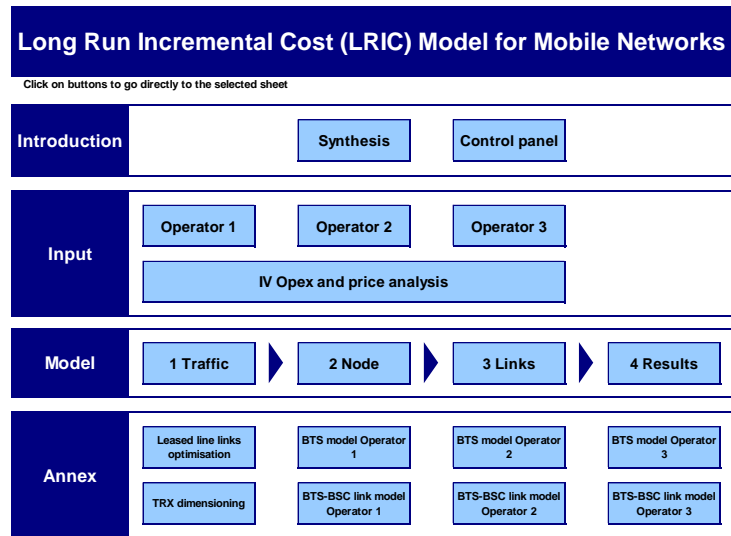 Long Run Incremental Cost (LRIC) Model for Mobile Networks
Click on buttons to go directly to the selected sheet
Introduction
Synthesis
Control panel
Input
Operator 1
Operator 2
Operator 3
IV Opex and price analysis
Model
1 Traffic
2 Node
3 Links
4 Results
Annex
Leased line links
optimisation
BTS model Operator
1
BTS model Operator
2
BTS model Operator
3
TRX dimensioning
BTS-BSC link model
Operator 1
BTS-BSC link model
Operator 2
BTS-BSC link model
Operator 3